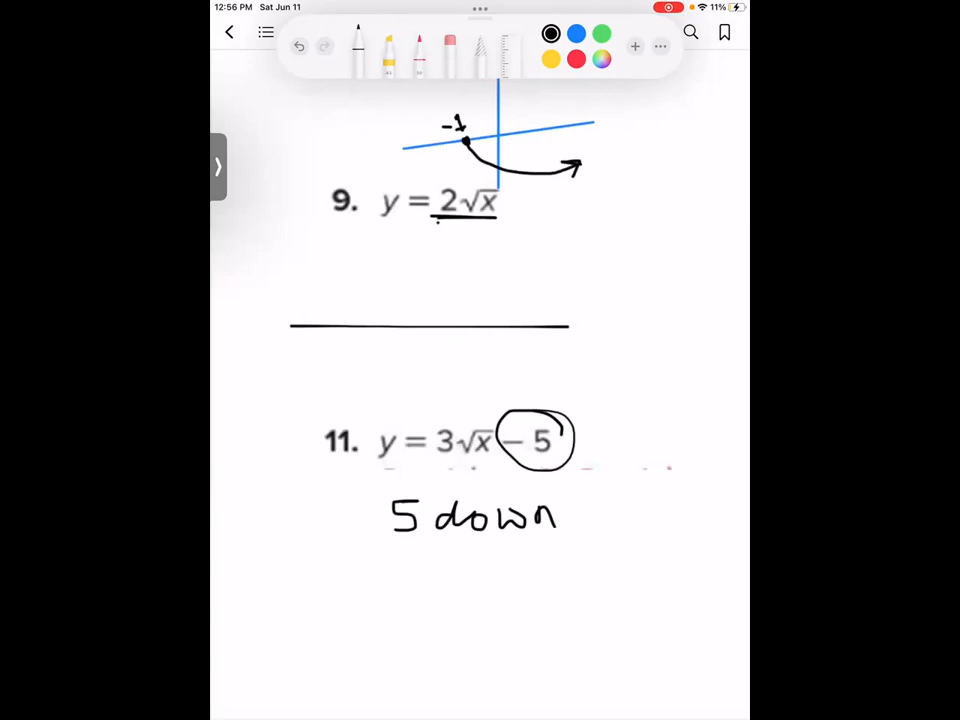 12:56 PM Sat Jun 11
11%
-1
9. y = 2√x
11. y = 3√x - 5
5 down